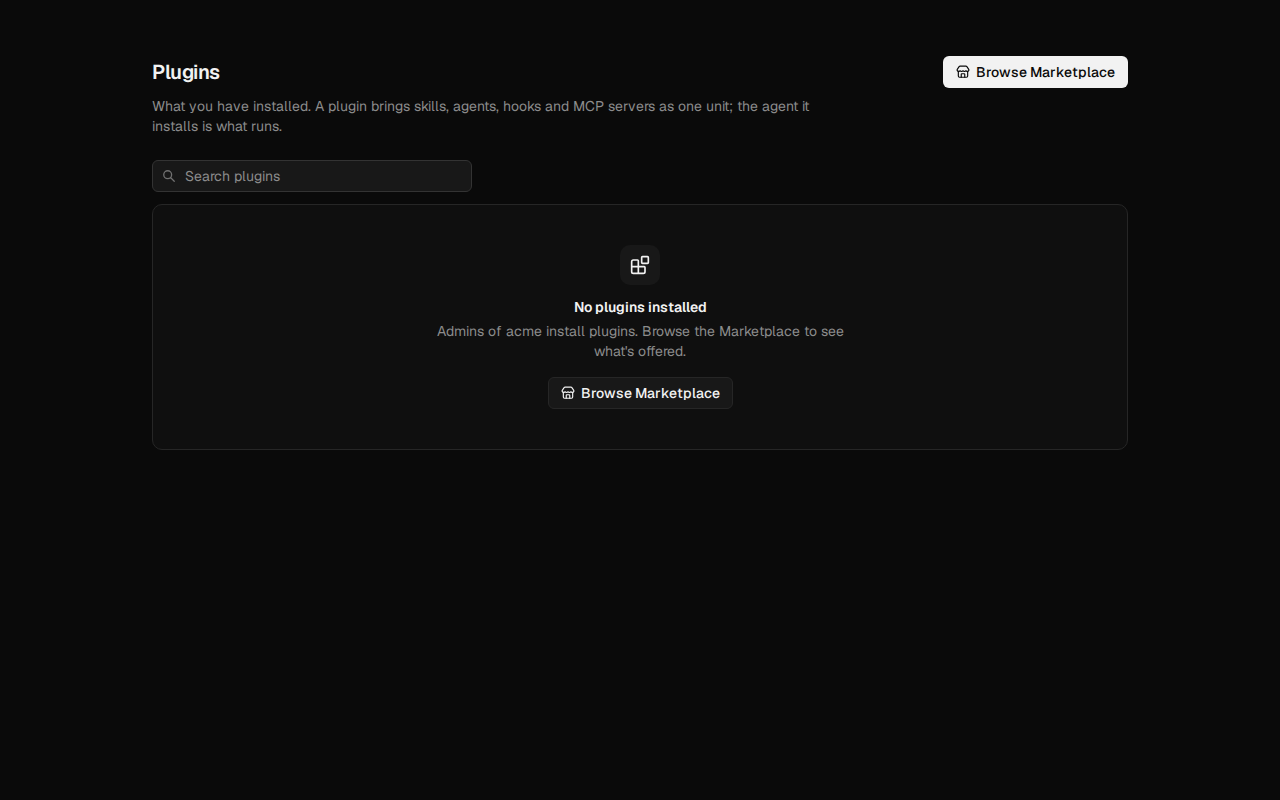 Plugins
Browse Marketplace
What you have installed. A plugin brings skills, agents, hooks and MCP servers as one unit; the agent it
installs is what runs.
Search plugins
No plugins installed
Admins of acme install plugins. Browse the Marketplace to see
what's offered.
Browse Marketplace